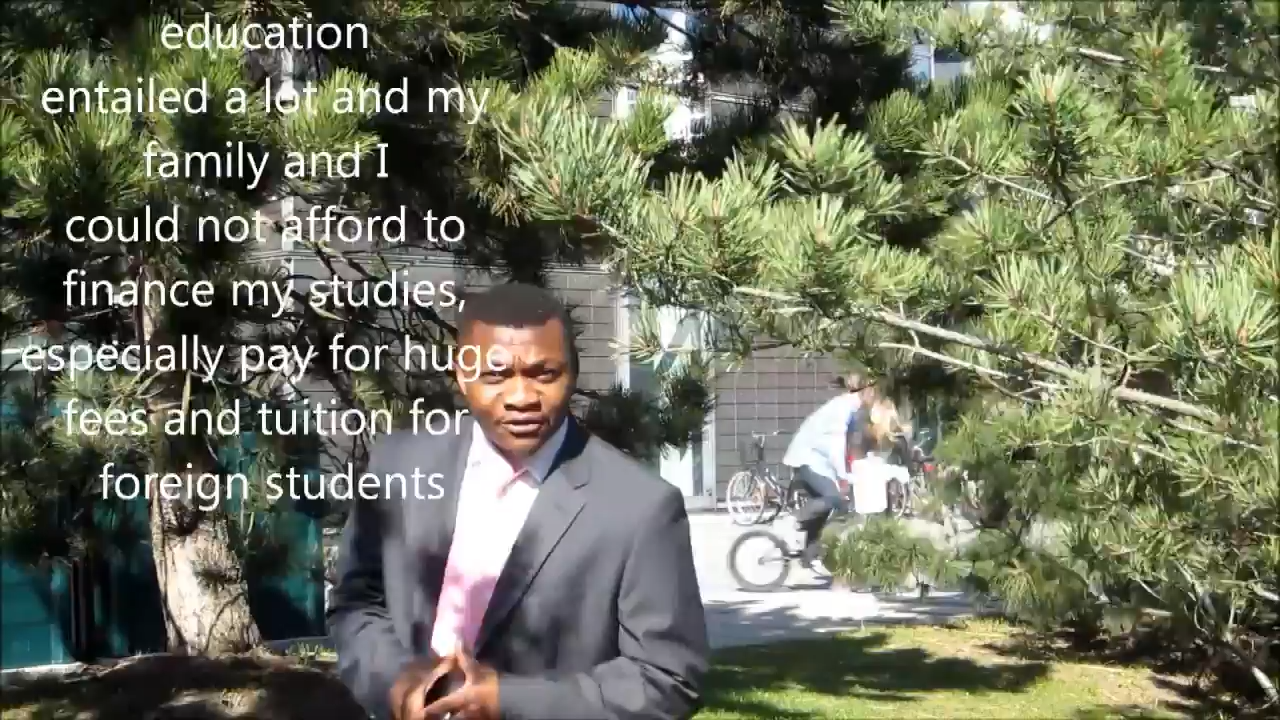 education
entailed a lot and my
family and I
could not afford to
finance my studies,
especially pay for huge
fees and tuition for
foreign students